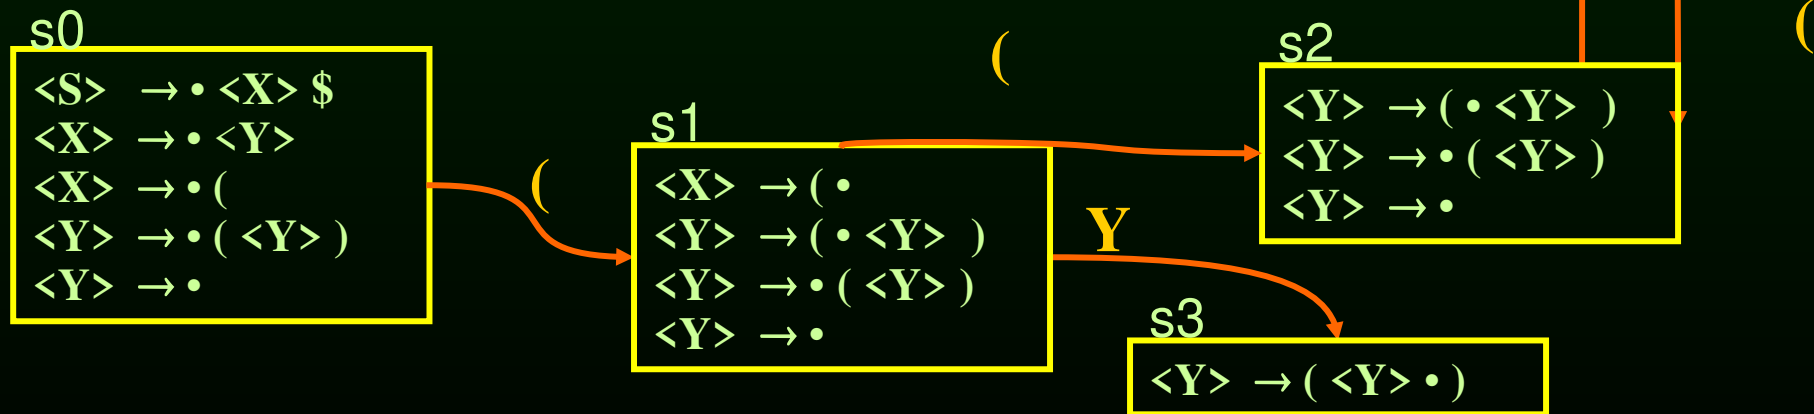 s0
<S> → • <X> $
<X> → • <Y>
<X> → • (
<Y> → • ( <Y> )
<Y> → •
(
s1
<X> → ( •
<Y> → ( • <Y> )
<Y> → • ( <Y> )
<Y> → •
(
s2
<Y> → ( • <Y> )
<Y> → • ( <Y> )
<Y> → •
(
Y
s3
<Y> → ( <Y> • )